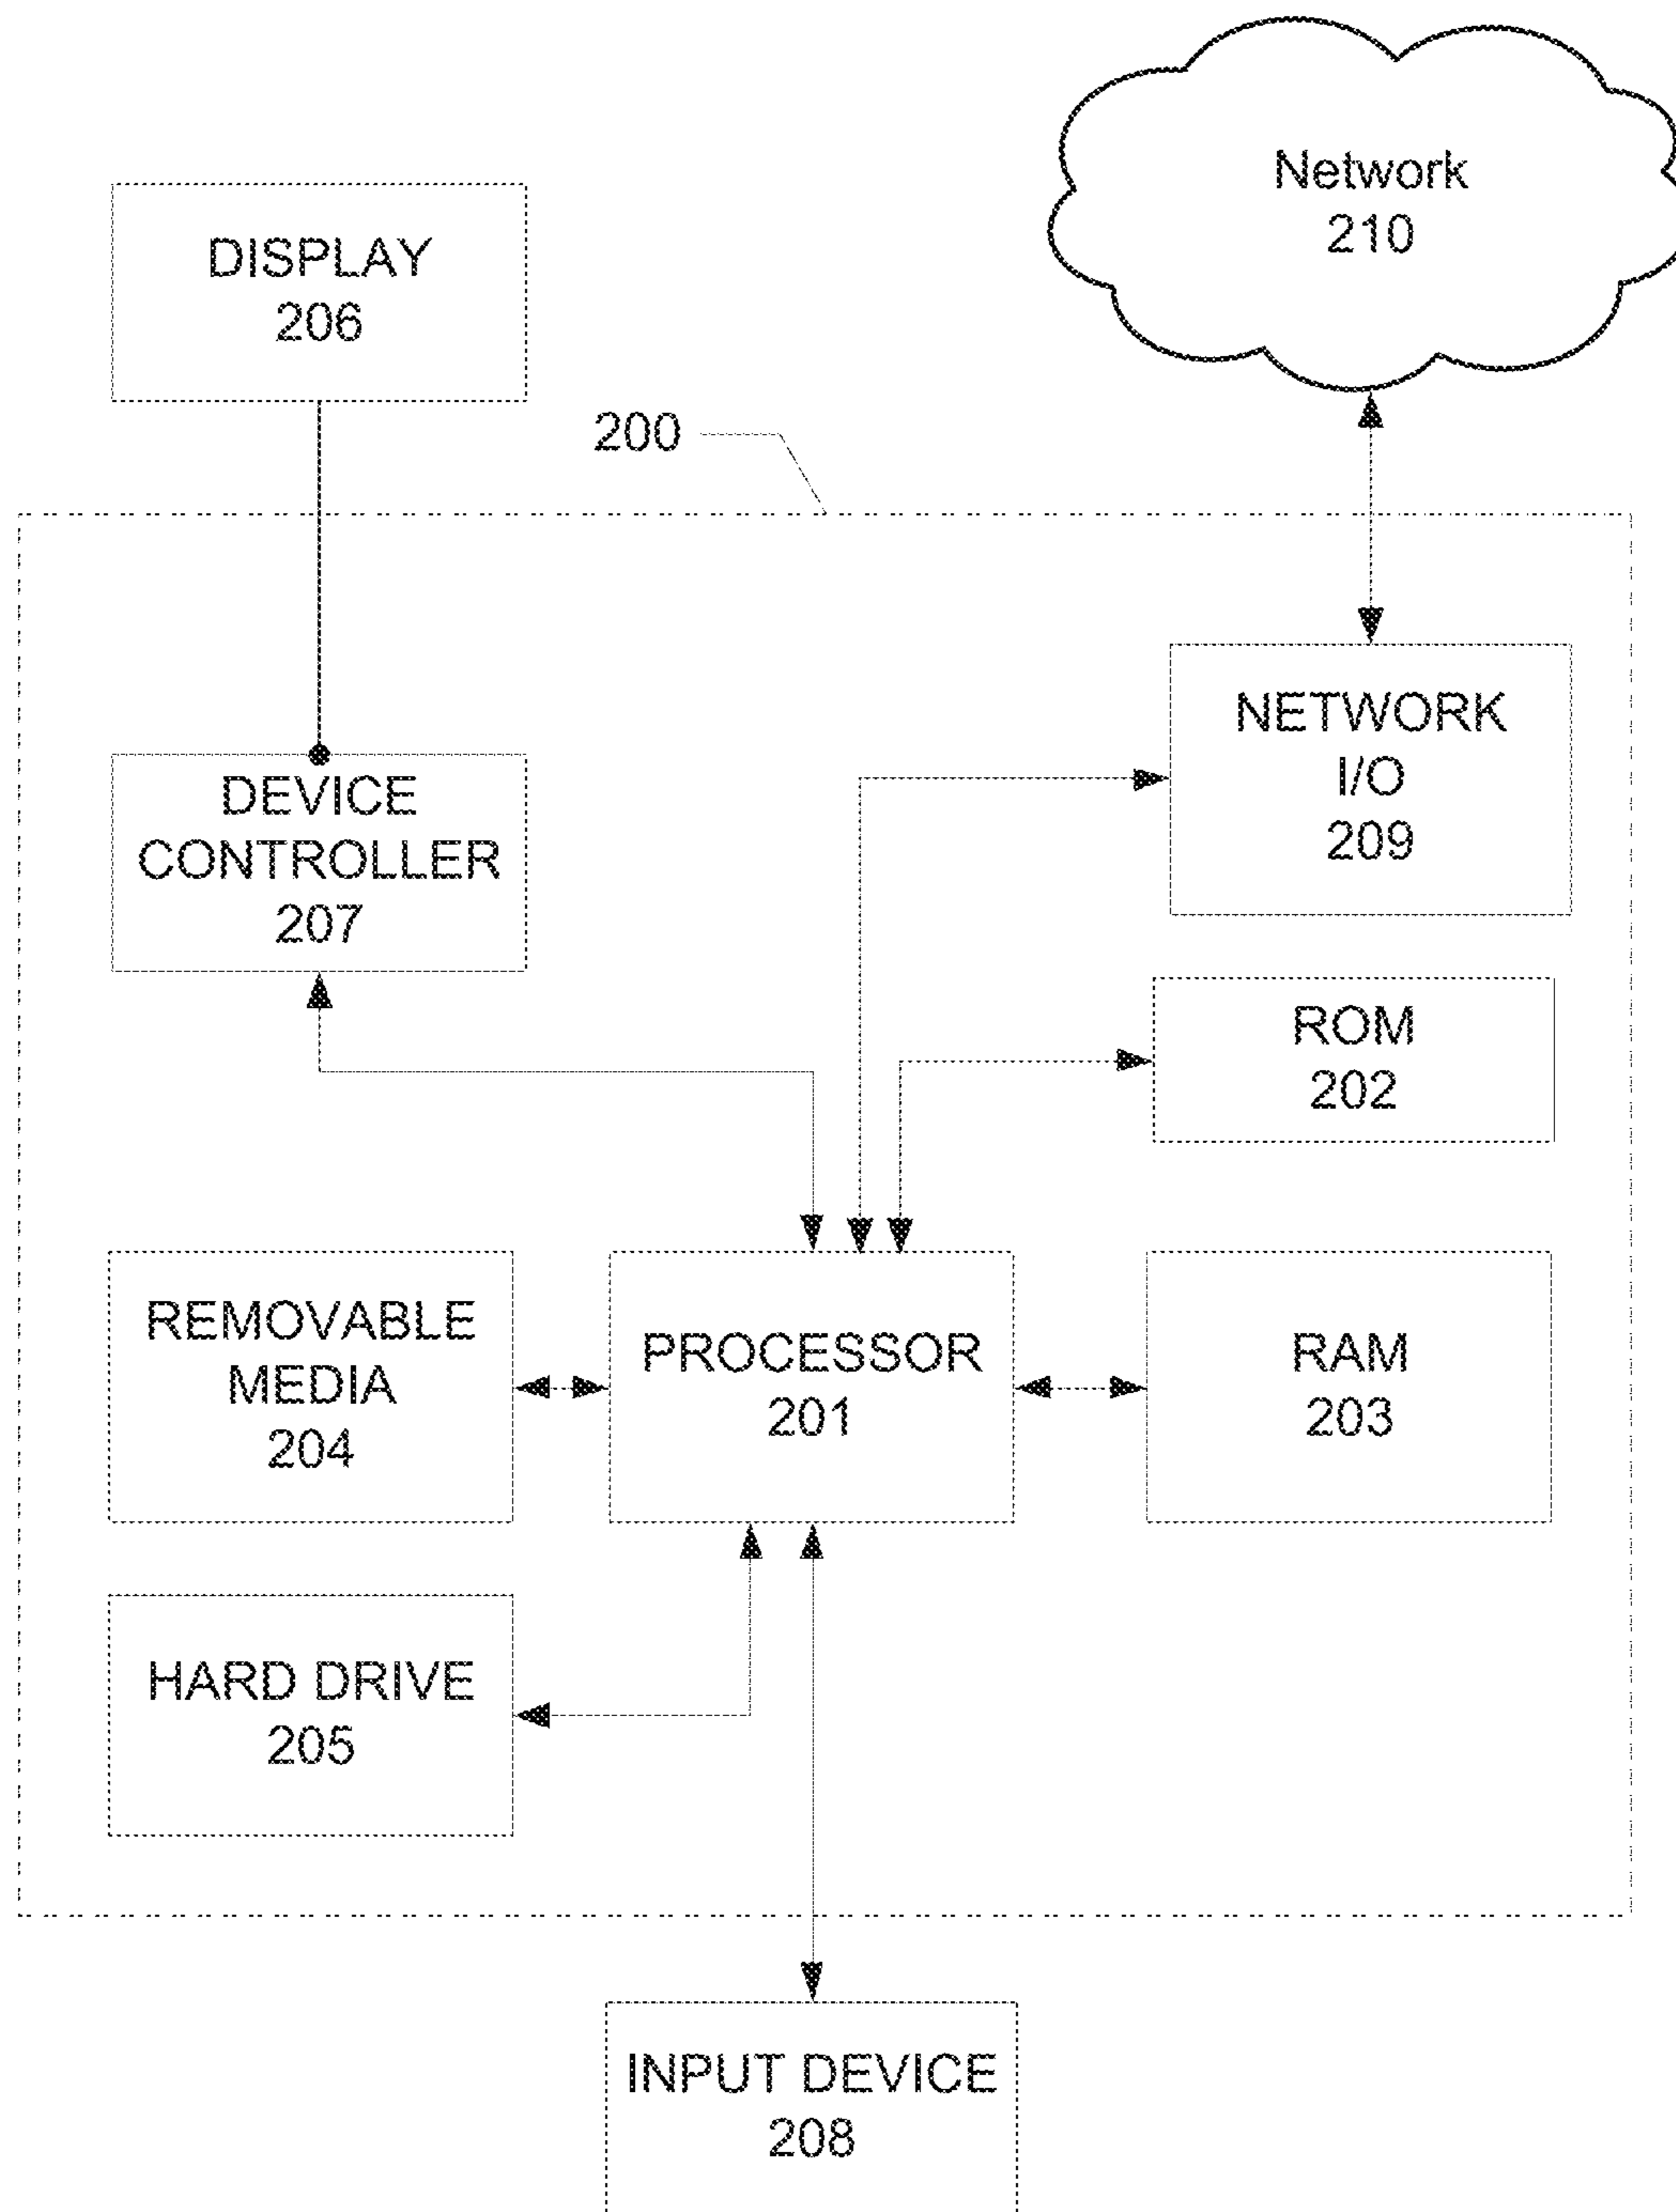 Network
210
DISPLAY
206
200
NETWORK
I/O
209
DEVICE
CONTROLLER
207
ROM
202
REMOVABLE
MEDIA
204
PROCESSOR
201
RAM
203
HARD DRIVE
205
INPUT DEVICE
208